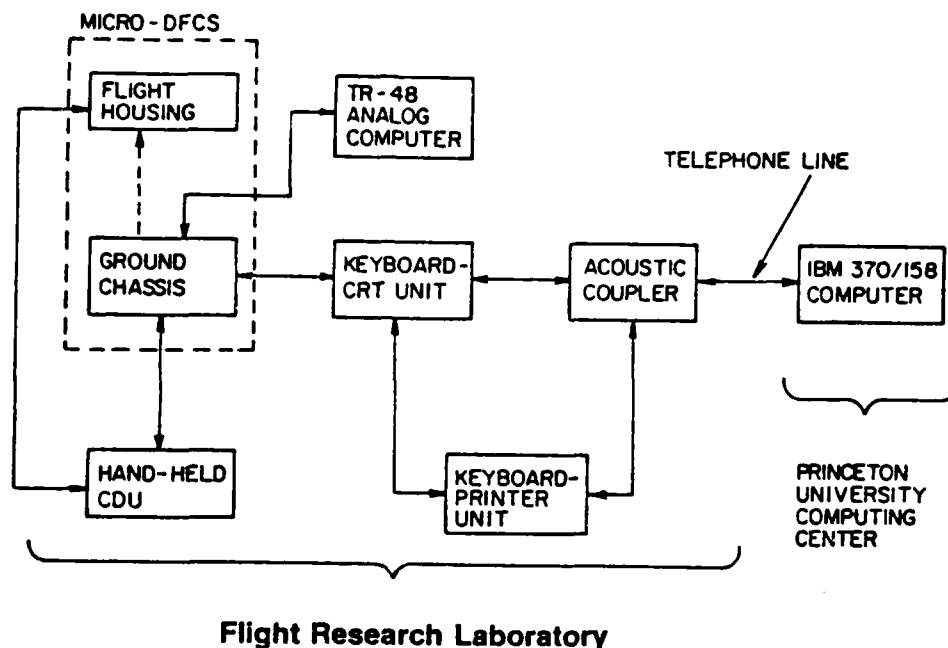 MICRO-DFCS
FLIGHT
HOUSING
TR-48
ANALOG
COMPUTER
TELEPHONE LINE
GROUND
CHASSIS
KEYBOARD-
CRT UNIT
ACOUSTIC
COUPLER
IBM 370/158
COMPUTER
HAND-HELD
CDU
KEYBOARD-
PRINTER
UNIT
PRINCETON
UNIVERSITY
COMPUTING
CENTER
Flight Research Laboratory